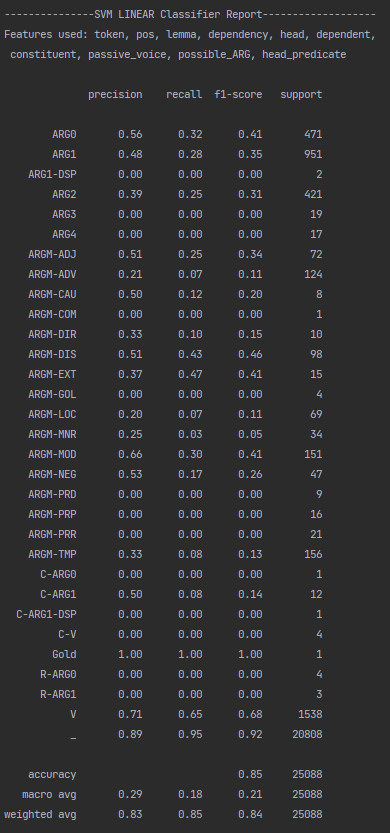 ---------------SVM LINEAR Classifier Report-------------------
Features used: token, pos, lemma, dependency, head, dependent,
constituent, passive_voice, possible_ARG, head_predicate
precision recall f1-score support
ARG0 0.56 0.32 0.41 471
ARG1 0.48 0.28 0.35 951
ARG1-DSP 0.00 0.00 0.00 2
ARG2 0.39 0.25 0.31 421
ARG3 0.00 0.00 0.00 19
ARG4 0.00 0.00 0.00 17
ARGM-ADJ 0.51 0.25 0.34 72
ARGM-ADV 0.21 0.07 0.11 124
ARGM-CAU 0.50 0.12 0.20 8
ARGM-COM 0.00 0.00 0.00 1
ARGM-DIR 0.33 0.10 0.15 10
ARGM-DIS 0.51 0.43 0.46 98
ARGM-EXT 0.37 0.47 0.41 15
ARGM-GOL 0.00 0.00 0.00 4
ARGM-LOC 0.20 0.07 0.11 69
ARGM-MNR 0.25 0.03 0.05 34
ARGM-MOD 0.66 0.30 0.41 151
ARGM-NEG 0.53 0.17 0.26 47
ARGM-PRD 0.00 0.00 0.00 9
ARGM-PRP 0.00 0.00 0.00 16
ARGM-PRR 0.00 0.00 0.00 21
ARGM-TMP 0.33 0.08 0.13 156
C-ARG0 0.00 0.00 0.00 1
C-ARG1 0.50 0.08 0.14 12
C-ARG1-DSP 0.00 0.00 0.00 1
C-V 0.00 0.00 0.00 4
Gold 1.00 1.00 1.00 1
R-ARG0 0.00 0.00 0.00 4
R-ARG1 0.00 0.00 0.00 3
V 0.71 0.65 0.68 1538
_ 0.89 0.95 0.92 20808
accuracy 0.85 25088
macro avg 0.29 0.18 0.21 25088
weighted avg 0.83 0.85 0.84 25088